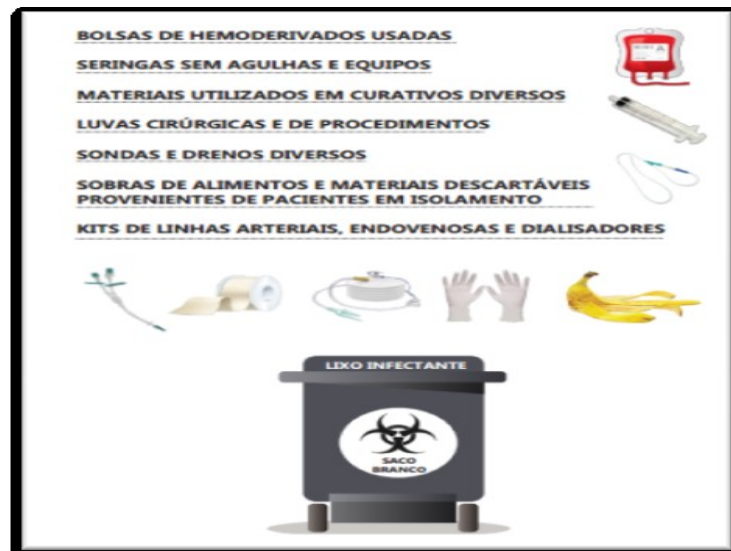 BOLSAS DE HEMODERIVADOS USADAS
SERINGAS SEM AGULHAS E EQUIPOS
MATERIAIS UTILIZADOS EM CURATIVOS DIVERSOS
LUVAS CIRÚRGICAS E DE PROCEDIMENTOS
SONDAS E DRENOS DIVERSOS
SOBRAS DE ALIMENTOS E MATERIAIS DESCARTÁVEIS
PROVENIENTES DE PACIENTES EM ISOLAMENTO
KITS DE LINHAS ARTERIAIS, ENDOVENOSAS E DIALISADORES
LIXO INFECTANTE
SACO
BRANCO